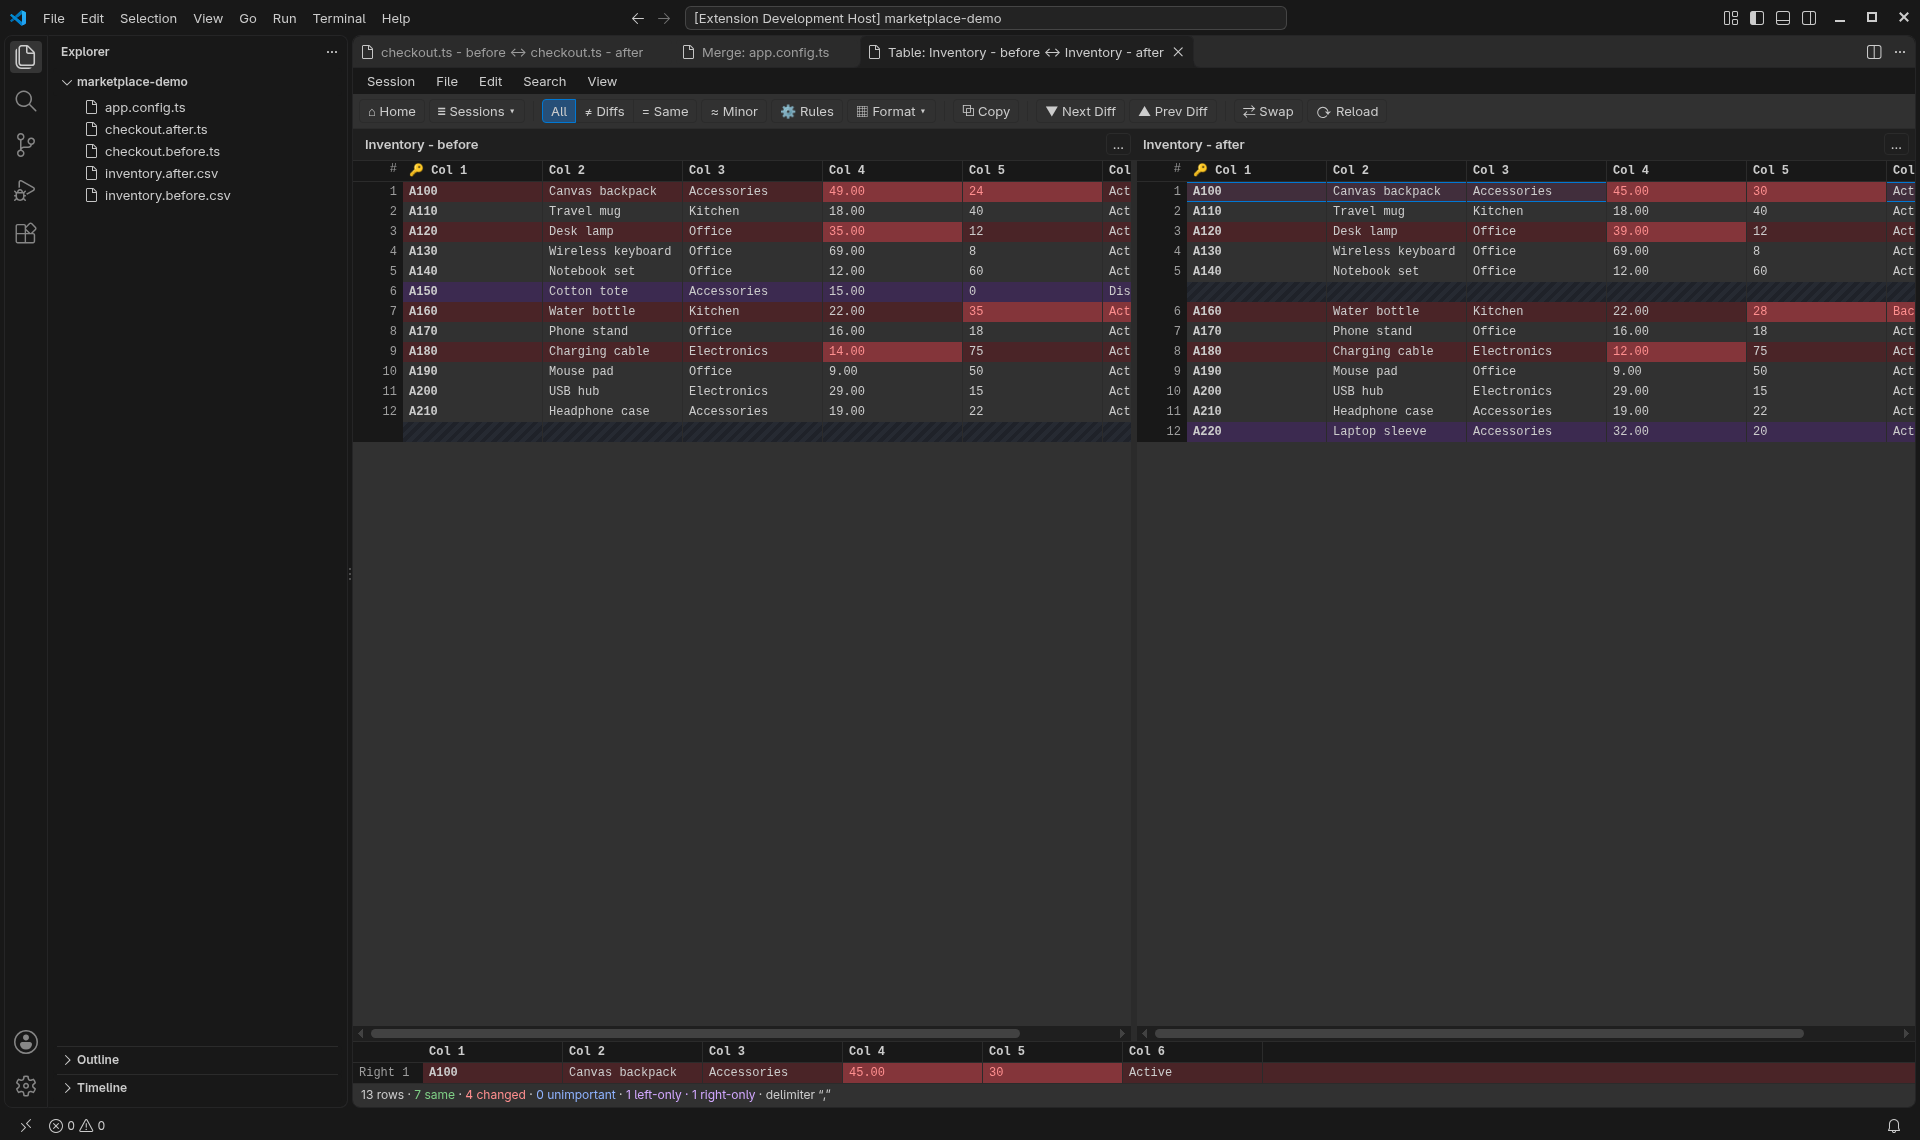 File Edit Selection View Go Run Terminal Help
[Extension Development Host] marketplace-demo
Explorer
marketplace-demo
app.config.ts
checkout.after.ts
checkout.before.ts
inventory.after.csv
inventory.before.csv
Outline
Timeline
checkout.ts - before ↔ checkout.ts - after
Merge: app.config.ts
Table: Inventory - before ↔ Inventory - after
Session File Edit Search View
Home Sessions All ≠ Diffs = Same ≈ Minor Rules Format Copy Next Diff Prev Diff Swap Reload
Inventory - before ...
# Col 1 Col 2 Col 3 Col 4 Col 5 Col
1 A100 Canvas backpack Accessories 49.00 24 Act
2 A110 Travel mug Kitchen 18.00 40 Act
3 A120 Desk lamp Office 35.00 12 Act
4 A130 Wireless keyboard Office 69.00 8 Act
5 A140 Notebook set Office 12.00 60 Act
6 A150 Cotton tote Accessories 15.00 0 Dis
7 A160 Water bottle Kitchen 22.00 35 Act
8 A170 Phone stand Office 16.00 18 Act
9 A180 Charging cable Electronics 14.00 75 Act
10 A190 Mouse pad Office 9.00 50 Act
11 A200 USB hub Electronics 29.00 15 Act
12 A210 Headphone case Accessories 19.00 22 Act
Inventory - after ...
# Col 1 Col 2 Col 3 Col 4 Col 5 Col
1 A100 Canvas backpack Accessories 45.00 30 Act
2 A110 Travel mug Kitchen 18.00 40 Act
3 A120 Desk lamp Office 39.00 12 Act
4 A130 Wireless keyboard Office 69.00 8 Act
5 A140 Notebook set Office 12.00 60 Act
6 A160 Water bottle Kitchen 22.00 28 Bac
7 A170 Phone stand Office 16.00 18 Act
8 A180 Charging cable Electronics 12.00 75 Act
9 A190 Mouse pad Office 9.00 50 Act
10 A200 USB hub Electronics 29.00 15 Act
11 A210 Headphone case Accessories 19.00 22 Act
12 A220 Laptop sleeve Accessories 32.00 20 Act
Col 1 Col 2 Col 3 Col 4 Col 5 Col 6
Right 1 A100 Canvas backpack Accessories 45.00 30 Active
13 rows · 7 same · 4 changed · 0 unimportant · 1 left-only · 1 right-only · delimiter “,”
0 0